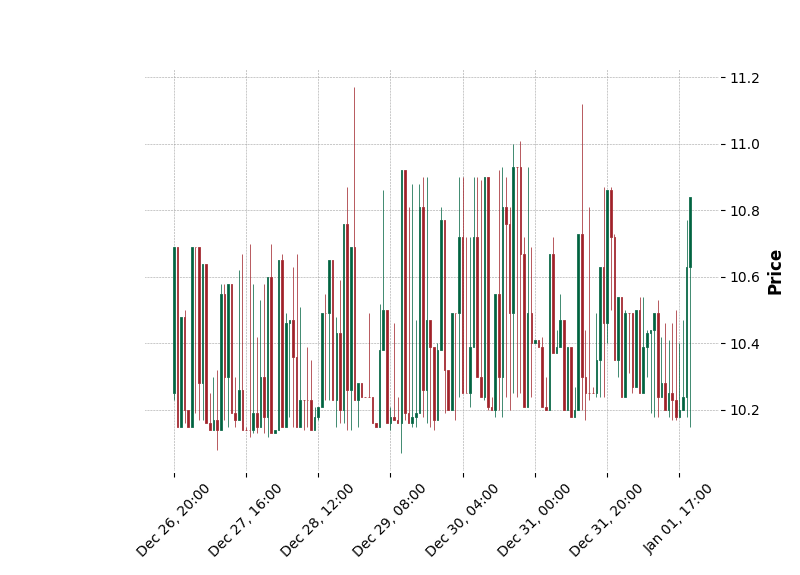 11.2
11.0
10.8
10.6
10.4
10.2
Price
Dec 26, 20:00
Dec 27, 16:00
Dec 28, 12:00
Dec 29, 08:00
Dec 30, 04:00
Dec 31, 00:00
Dec 31, 20:00
Jan 01, 17:00